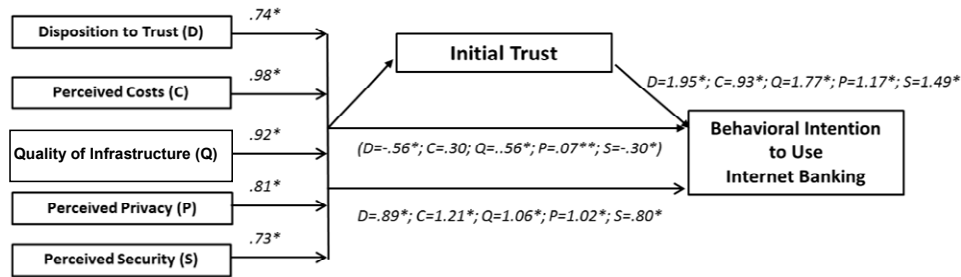 .74*
Disposition to Trust (D)
.98*
Perceived Costs (C)
.92*
Quality of Infrastructure (Q)
.81*
Perceived Privacy (P)
.73*
Perceived Security (S)
Initial Trust
D=1.95*; C=.93*; Q=1.77*; P=1.17*; S=1.49*
(D=-.56*; C=.30; Q=..56*; P=.07**; S=-.30*)
D=.89*; C=1.21*; Q=1.06*; P=1.02*; S=.80*
Behavioral Intention
to Use
Internet Banking